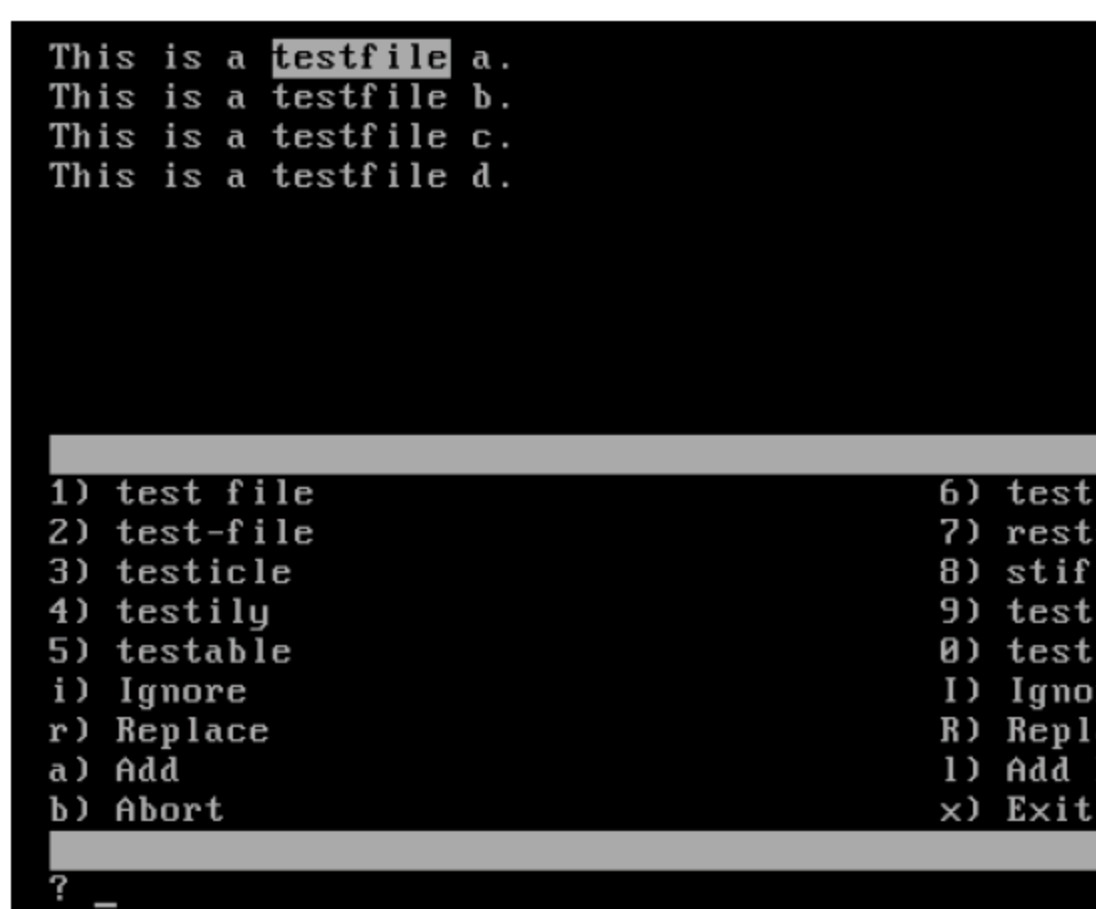 This is a testfile a.
This is a testfile b.
This is a testfile c.
This is a testfile d.
1) test file 6) test
2) test-file 7) rest
3) testicle 8) stif
4) testily 9) test
5) testable 0) test
i) Ignore I) Igno
r) Replace R) Repl
a) Add l) Add
b) Abort x) Exit
?